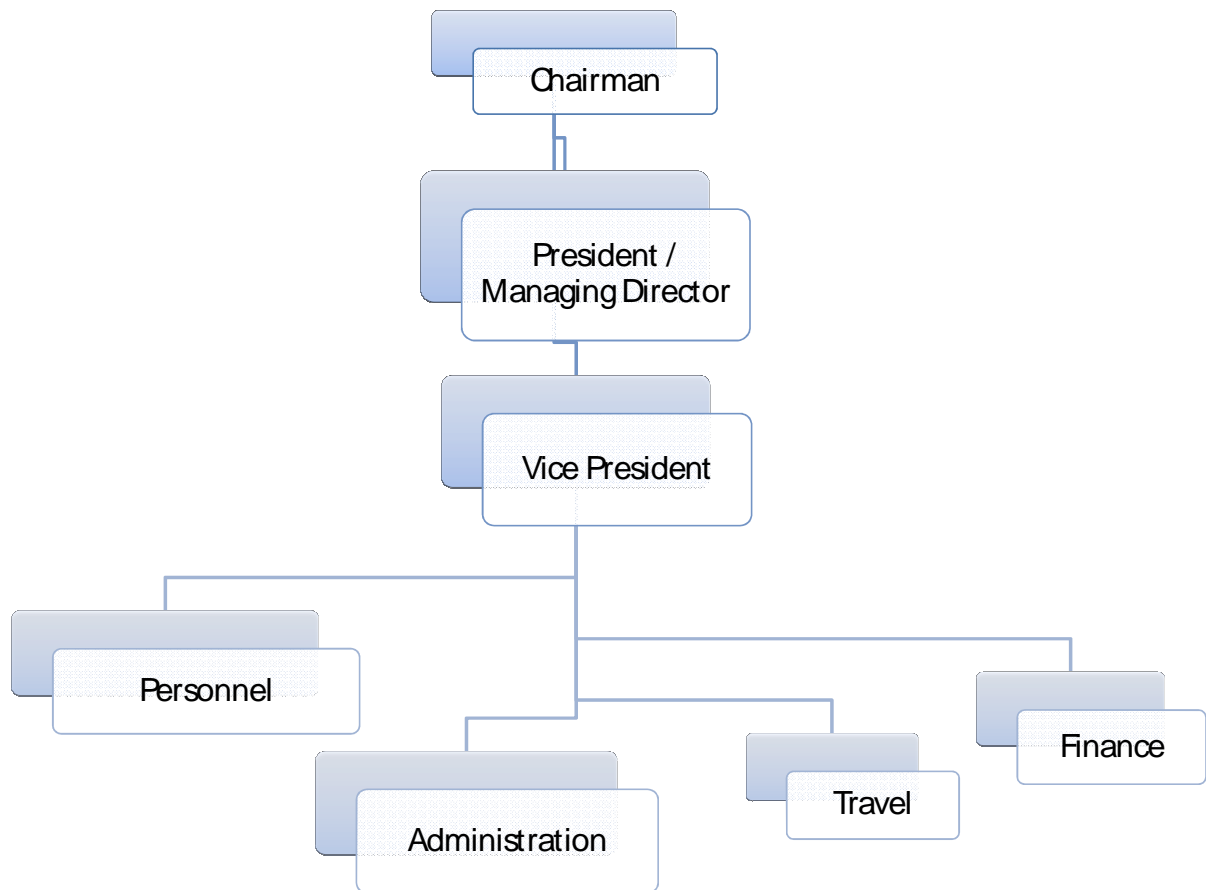 Chairman
President /
Managing Director
Vice President
Personnel
Finance
Travel
Administration